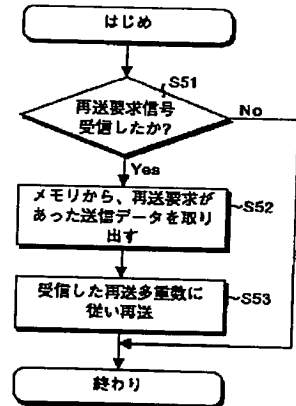 はじめ
S51
再送要求信号
受信したか?
No
Yes
メモリから、再送要求が
あった送信データを取り
出す
S52
受信した再送多重数に
従い再送
S53
終わり